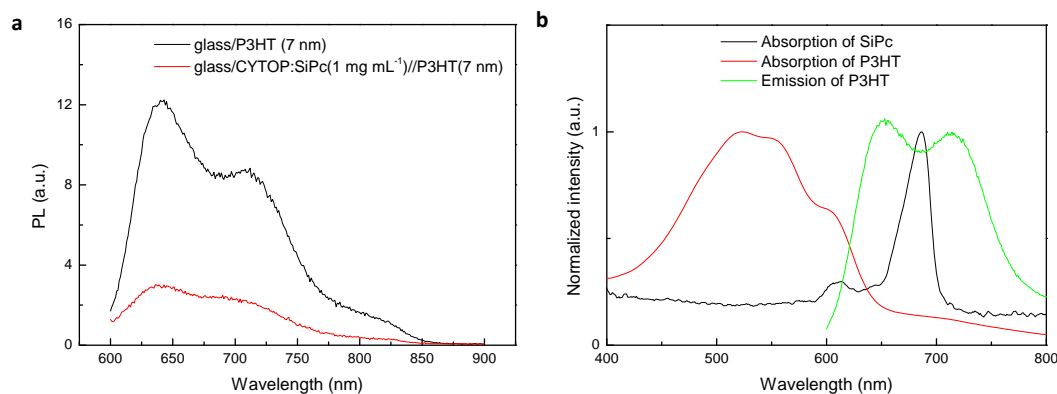 a
16
12
8
4
0
PL (a.u.)
600 650 700 750 800 850 900
Wavelength (nm)
glass/P3HT (7 nm)
glass/CYTOP:SiPc(1 mg mL⁻¹)//P3HT(7 nm)
b
1
0
Normalized intensity (a.u.)
400 500 600 700 800
Wavelength (nm)
Absorption of SiPc
Absorption of P3HT
Emission of P3HT